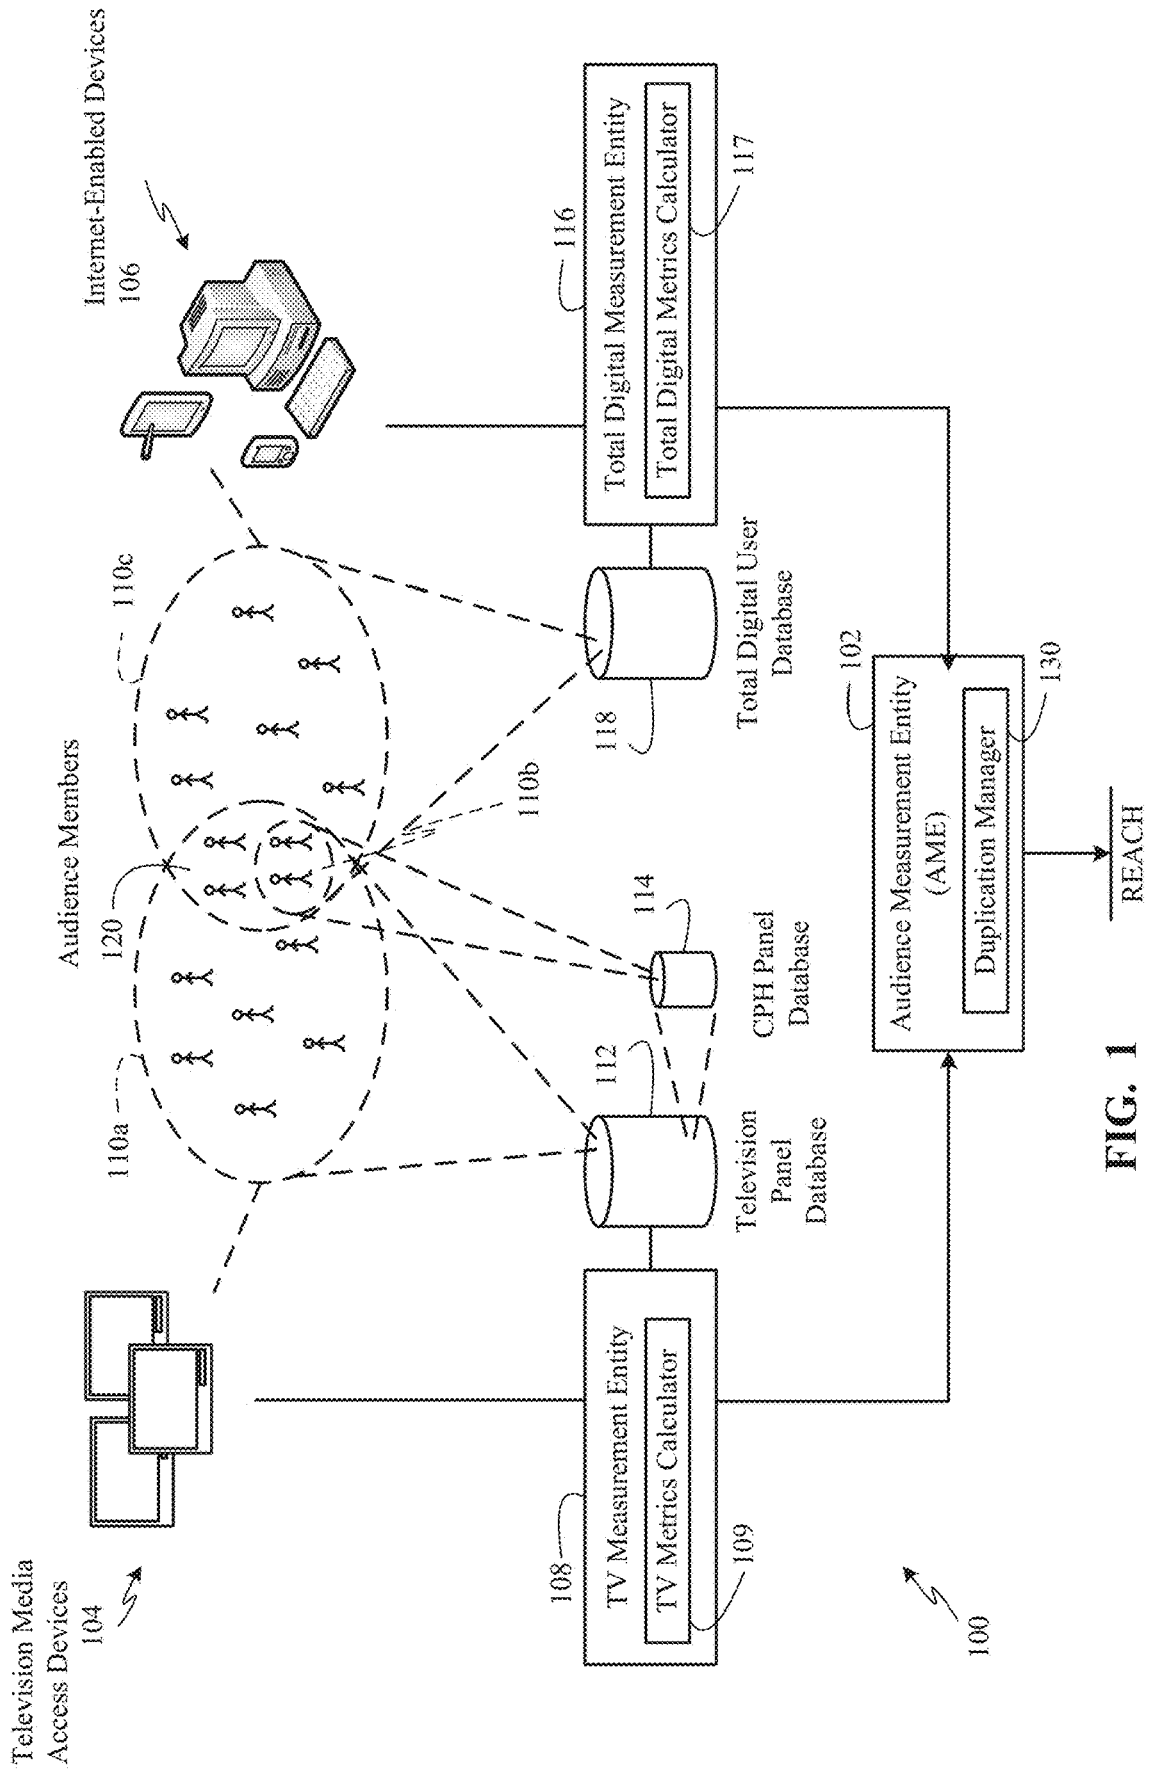 Television Media
Access Devices
104
Audience Members
Internet-Enabled Devices
106
110a
120
110c
110b
108
TV Measurement Entity
TV Metrics Calculator
109
112
Television
Panel
Database
114
CPH Panel
Database
118
Total Digital User
Database
116
Total Digital Measurement Entity
Total Digital Metrics Calculator
117
102
Audience Measurement Entity
(AME)
Duplication Manager
130
100
REACH
FIG. 1